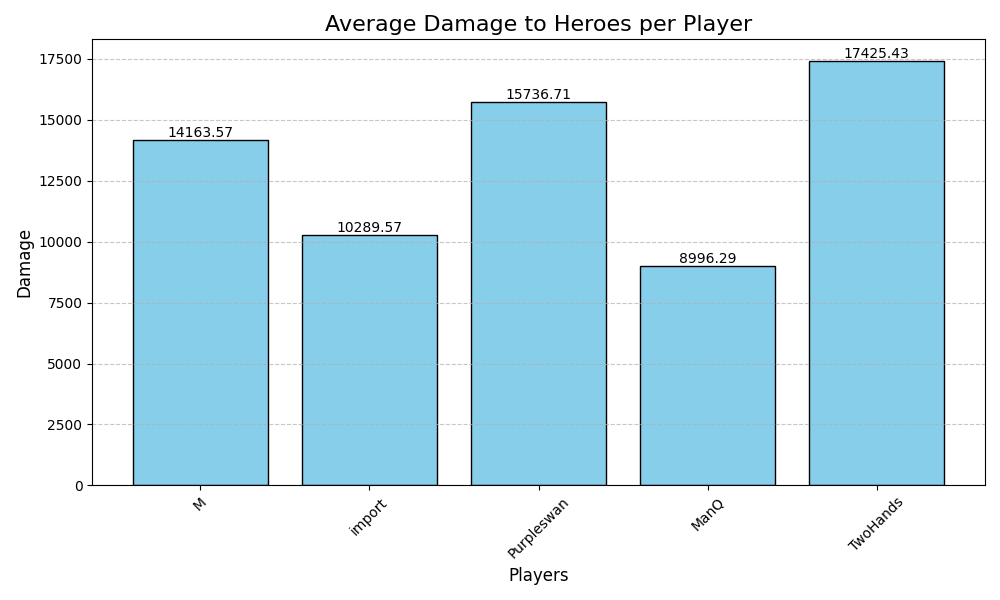 Average Damage to Heroes per Player
Damage
17500
15000
12500
10000
7500
5000
2500
0
14163.57
10289.57
15736.71
8996.29
17425.43
M
import
Purpleswan
ManQ
TwoHands
Players